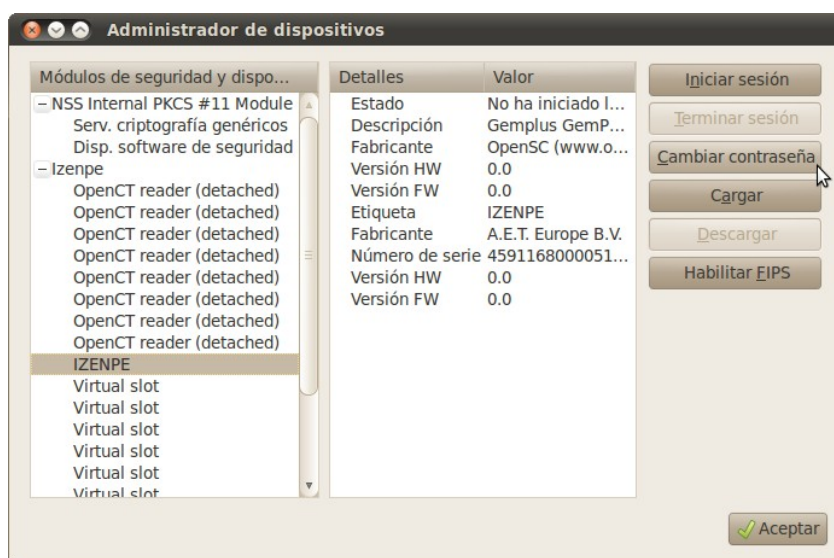 Administrador de dispositivos
Módulos de seguridad y dispo...
NSS Internal PKCS #11 Module
Serv. criptografía genéricos
Disp. software de seguridad
Izenpe
OpenCT reader (detached)
OpenCT reader (detached)
OpenCT reader (detached)
OpenCT reader (detached)
OpenCT reader (detached)
OpenCT reader (detached)
OpenCT reader (detached)
OpenCT reader (detached)
IZENPE
Virtual slot
Virtual slot
Virtual slot
Virtual slot
Virtual slot
Virtual slot
Detalles Valor
Estado No ha iniciado l...
Descripción Gemplus GemP...
Fabricante OpenSC (www.o...
Versión HW 0.0
Versión FW 0.0
Etiqueta IZENPE
Fabricante A.E.T. Europe B.V.
Número de serie 4591168000051...
Versión HW 0.0
Versión FW 0.0
Iniciar sesión
Terminar sesión
Cambiar contraseña
Cargar
Descargar
Habilitar FIPS
Aceptar